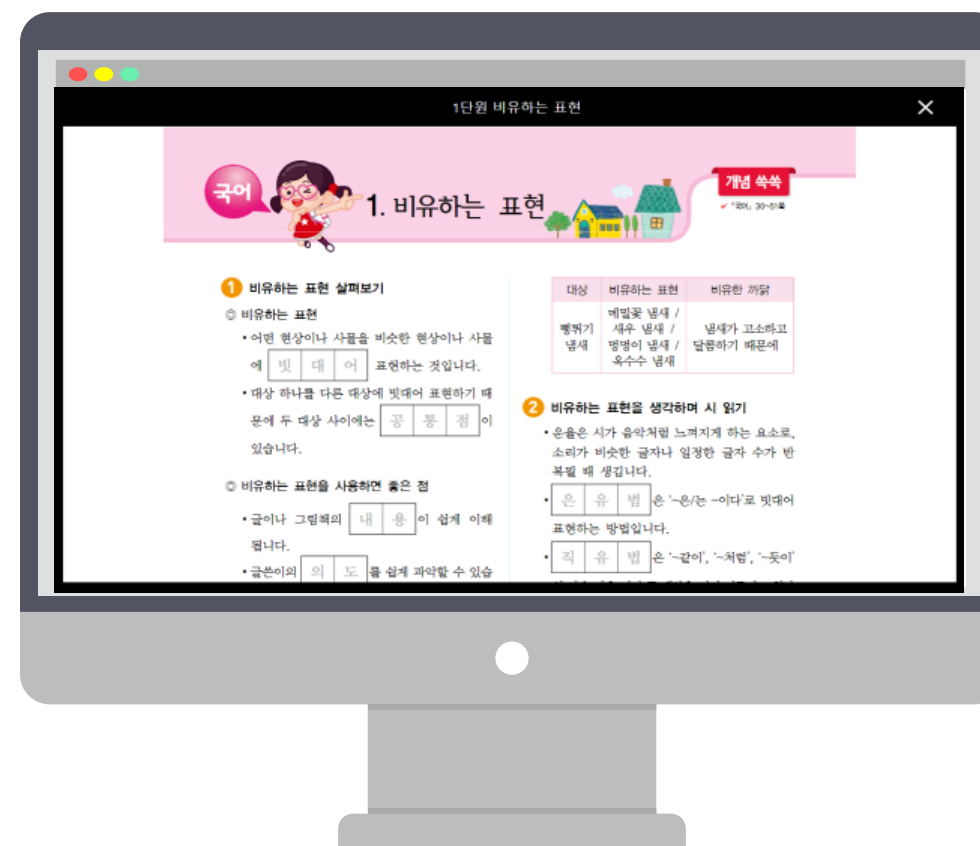 1단원 비유하는 표현
국어
1. 비유하는 표현
개념 쏙쏙
『국어』 30~51쪽
1 비유하는 표현 살펴보기
◎ 비유하는 표현
• 어떤 현상이나 사물을 비슷한 현상이나 사물
에 빗대어 표현하는 것입니다.
• 대상 하나를 다른 대상에 빗대어 표현하기 때
문에 두 대상 사이에는 공통점이
있습니다.
◎ 비유하는 표현을 사용하면 좋은 점
• 글이나 그림책의 내용이 쉽게 이해
됩니다.
• 글쓴이의 의도를 쉽게 파악할 수 있습
대상 비유하는 표현 비유한 까닭
뻥튀기 냄새
메밀꽃 냄새 /
새우 냄새 /
멍멍이 냄새 /
옥수수 냄새
냄새가 고소하고
달콤하기 때문에
2 비유하는 표현을 생각하며 시 읽기
• 운율은 시가 음악처럼 느껴지게 하는 요소로,
소리가 비슷한 글자나 일정한 글자 수가 반
복될 때 생깁니다.
• 은유법은 '~은/는 ~이다'로 빗대어
표현하는 방법입니다.
• 직유법은 '~같이', '~처럼', '~듯이'